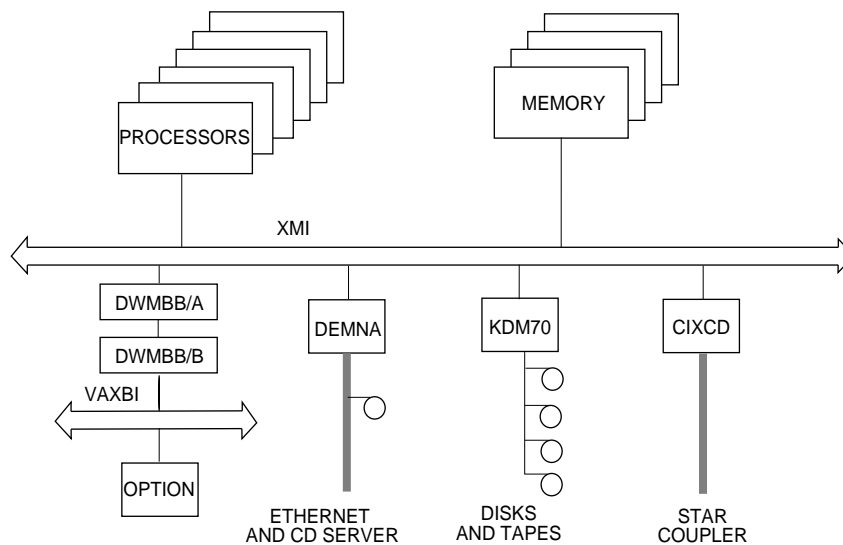 MEMORY
PROCESSORS
XMI
DWMBB/A
DEMNA
KDM70
CIXCD
DWMBB/B
VAXBI
OPTION
ETHERNET
AND CD SERVER
DISKS
AND TAPES
STAR
COUPLER